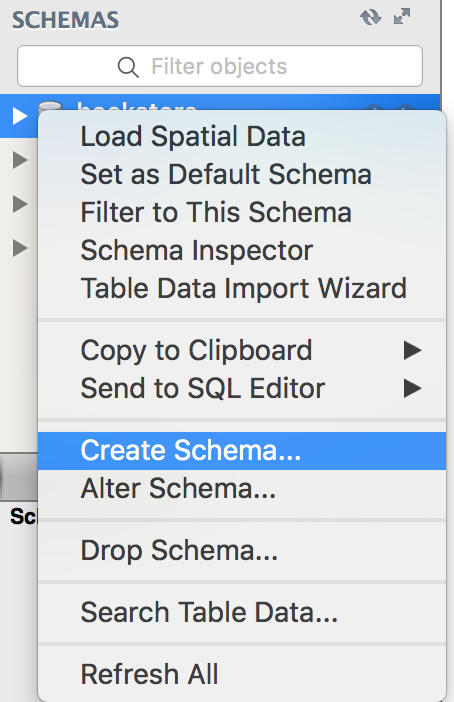 SCHEMAS
Filter objects
Load Spatial Data
Set as Default Schema
Filter to This Schema
Schema Inspector
Table Data Import Wizard
Copy to Clipboard
Send to SQL Editor
Create Schema...
Alter Schema...
Drop Schema...
Search Table Data...
Refresh All